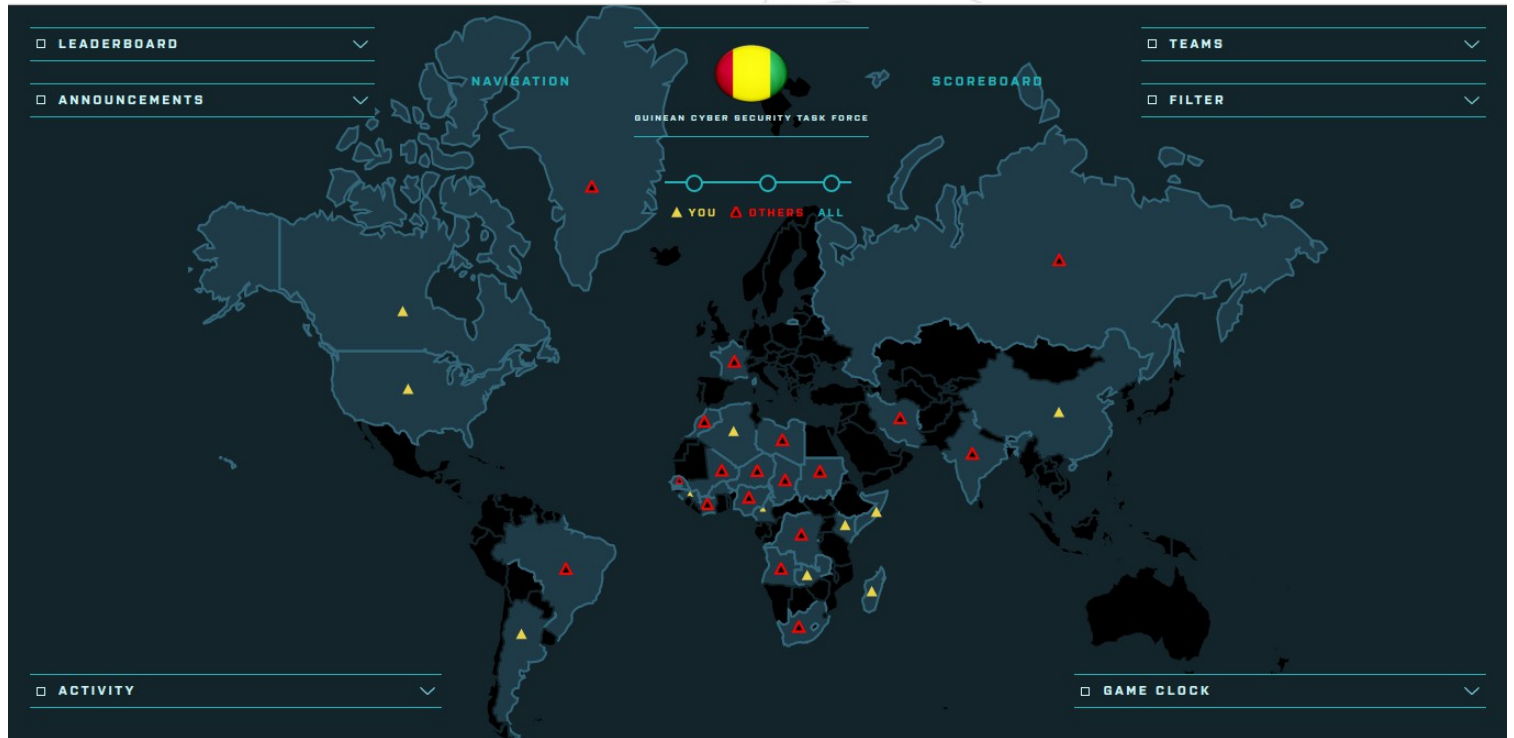 LEADERBOARD
ANNOUNCEMENTS
NAVIGATION
GUINEAN CYBER SECURITY TASK FORCE
SCOREBOARD
TEAMS
FILTER
YOU OTHERS ALL
ACTIVITY
GAME CLOCK